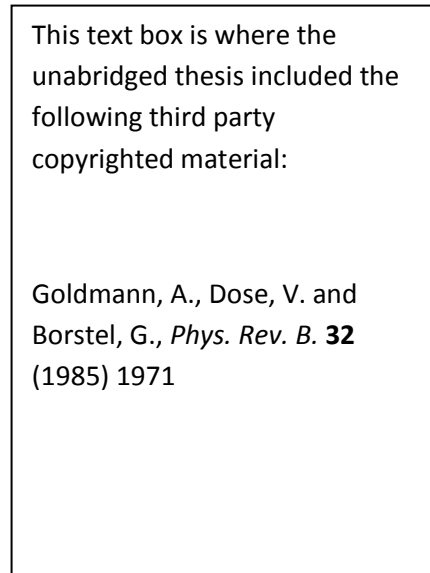 This text box is where the
unabridged thesis included the
following third party
copyrighted material:
Goldmann, A., Dose, V. and
Borstel, G., Phys. Rev. B. 32
(1985) 1971